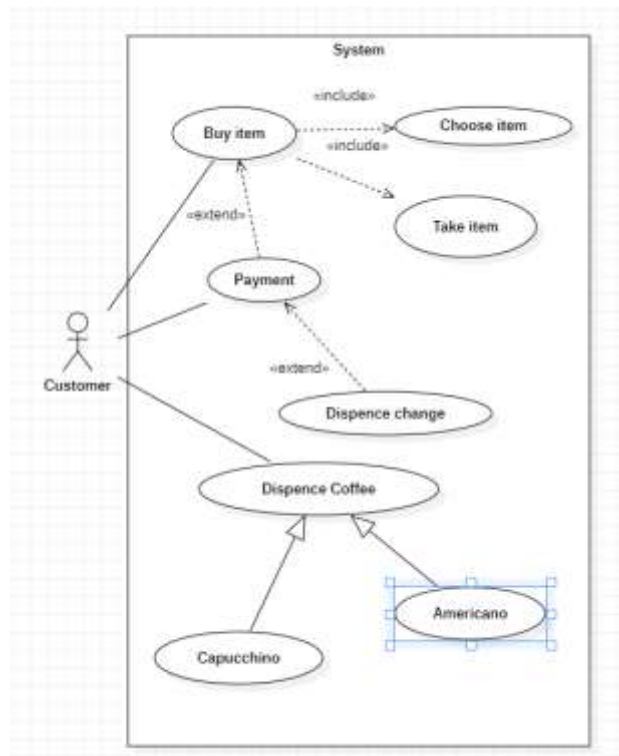 System
«include»
Buy item
Choose item
«include»
«extend»
Take item
Payment
Customer
«extend»
Dispence change
Dispence Coffee
Americano
Capucchino